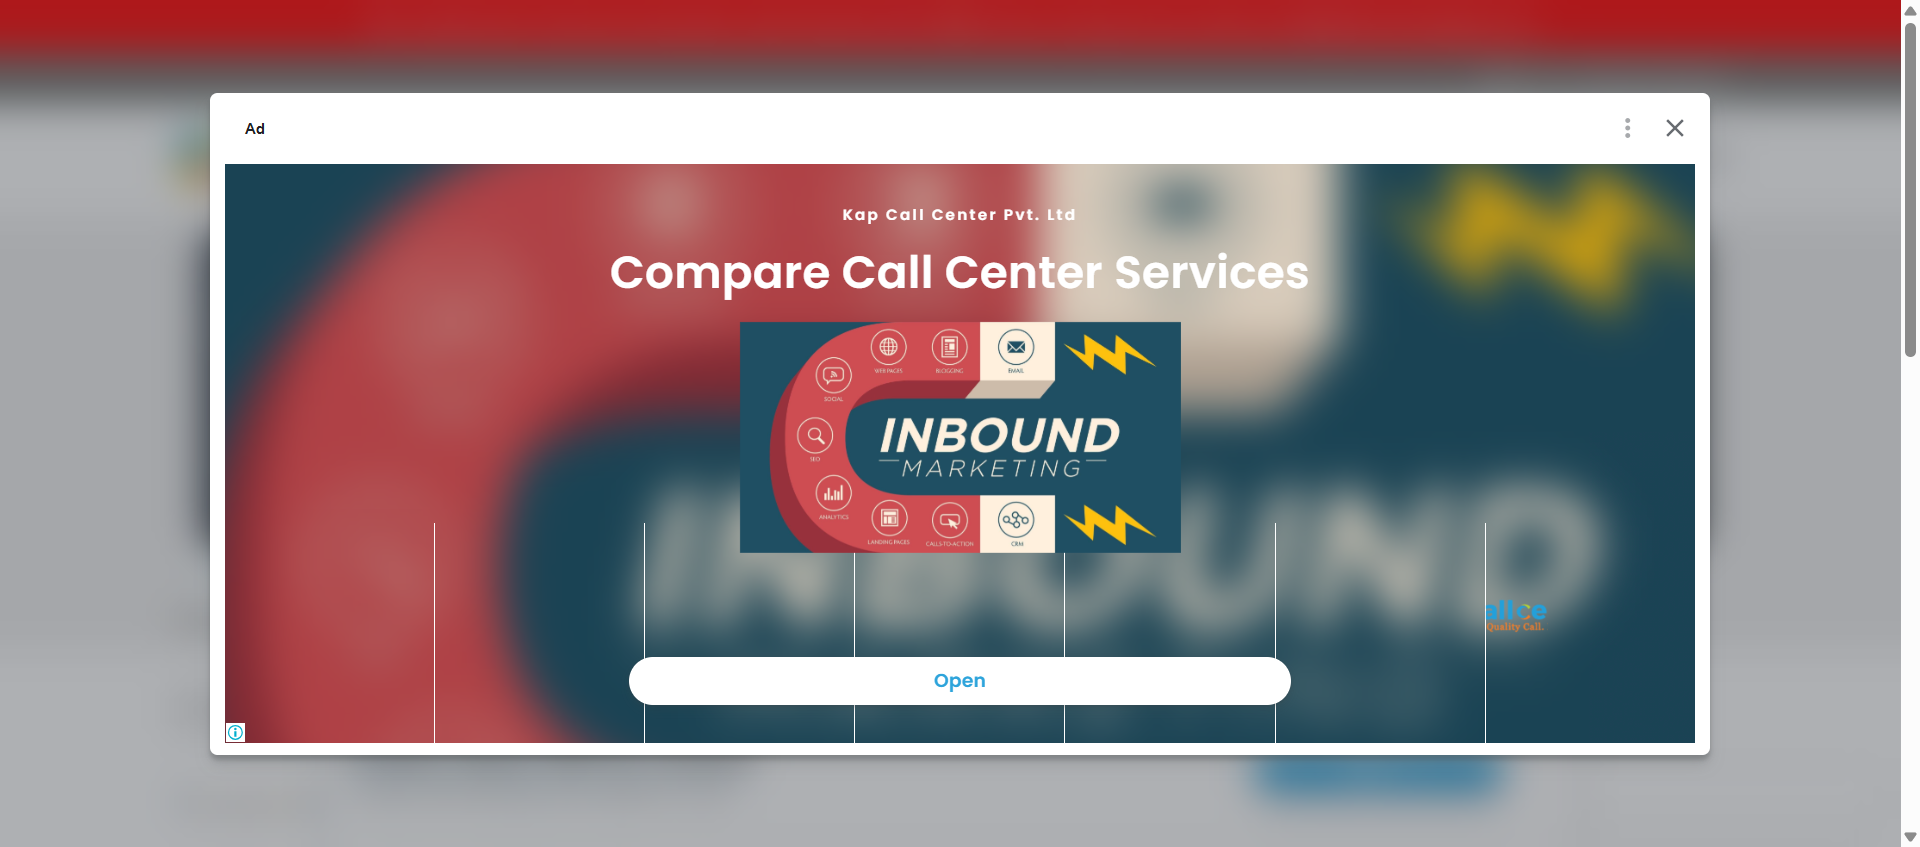 Ad
Kap Call Center Pvt. Ltd
Compare Call Center Services
WEB PAGES
BLOGGING
EMAIL
SOCIAL
INBOUND
MARKETING
SEO
ANALYTICS
LANDING PAGES
CALLS-TO-ACTION
CRM
INBOUND
allce
Quality Call.
Open